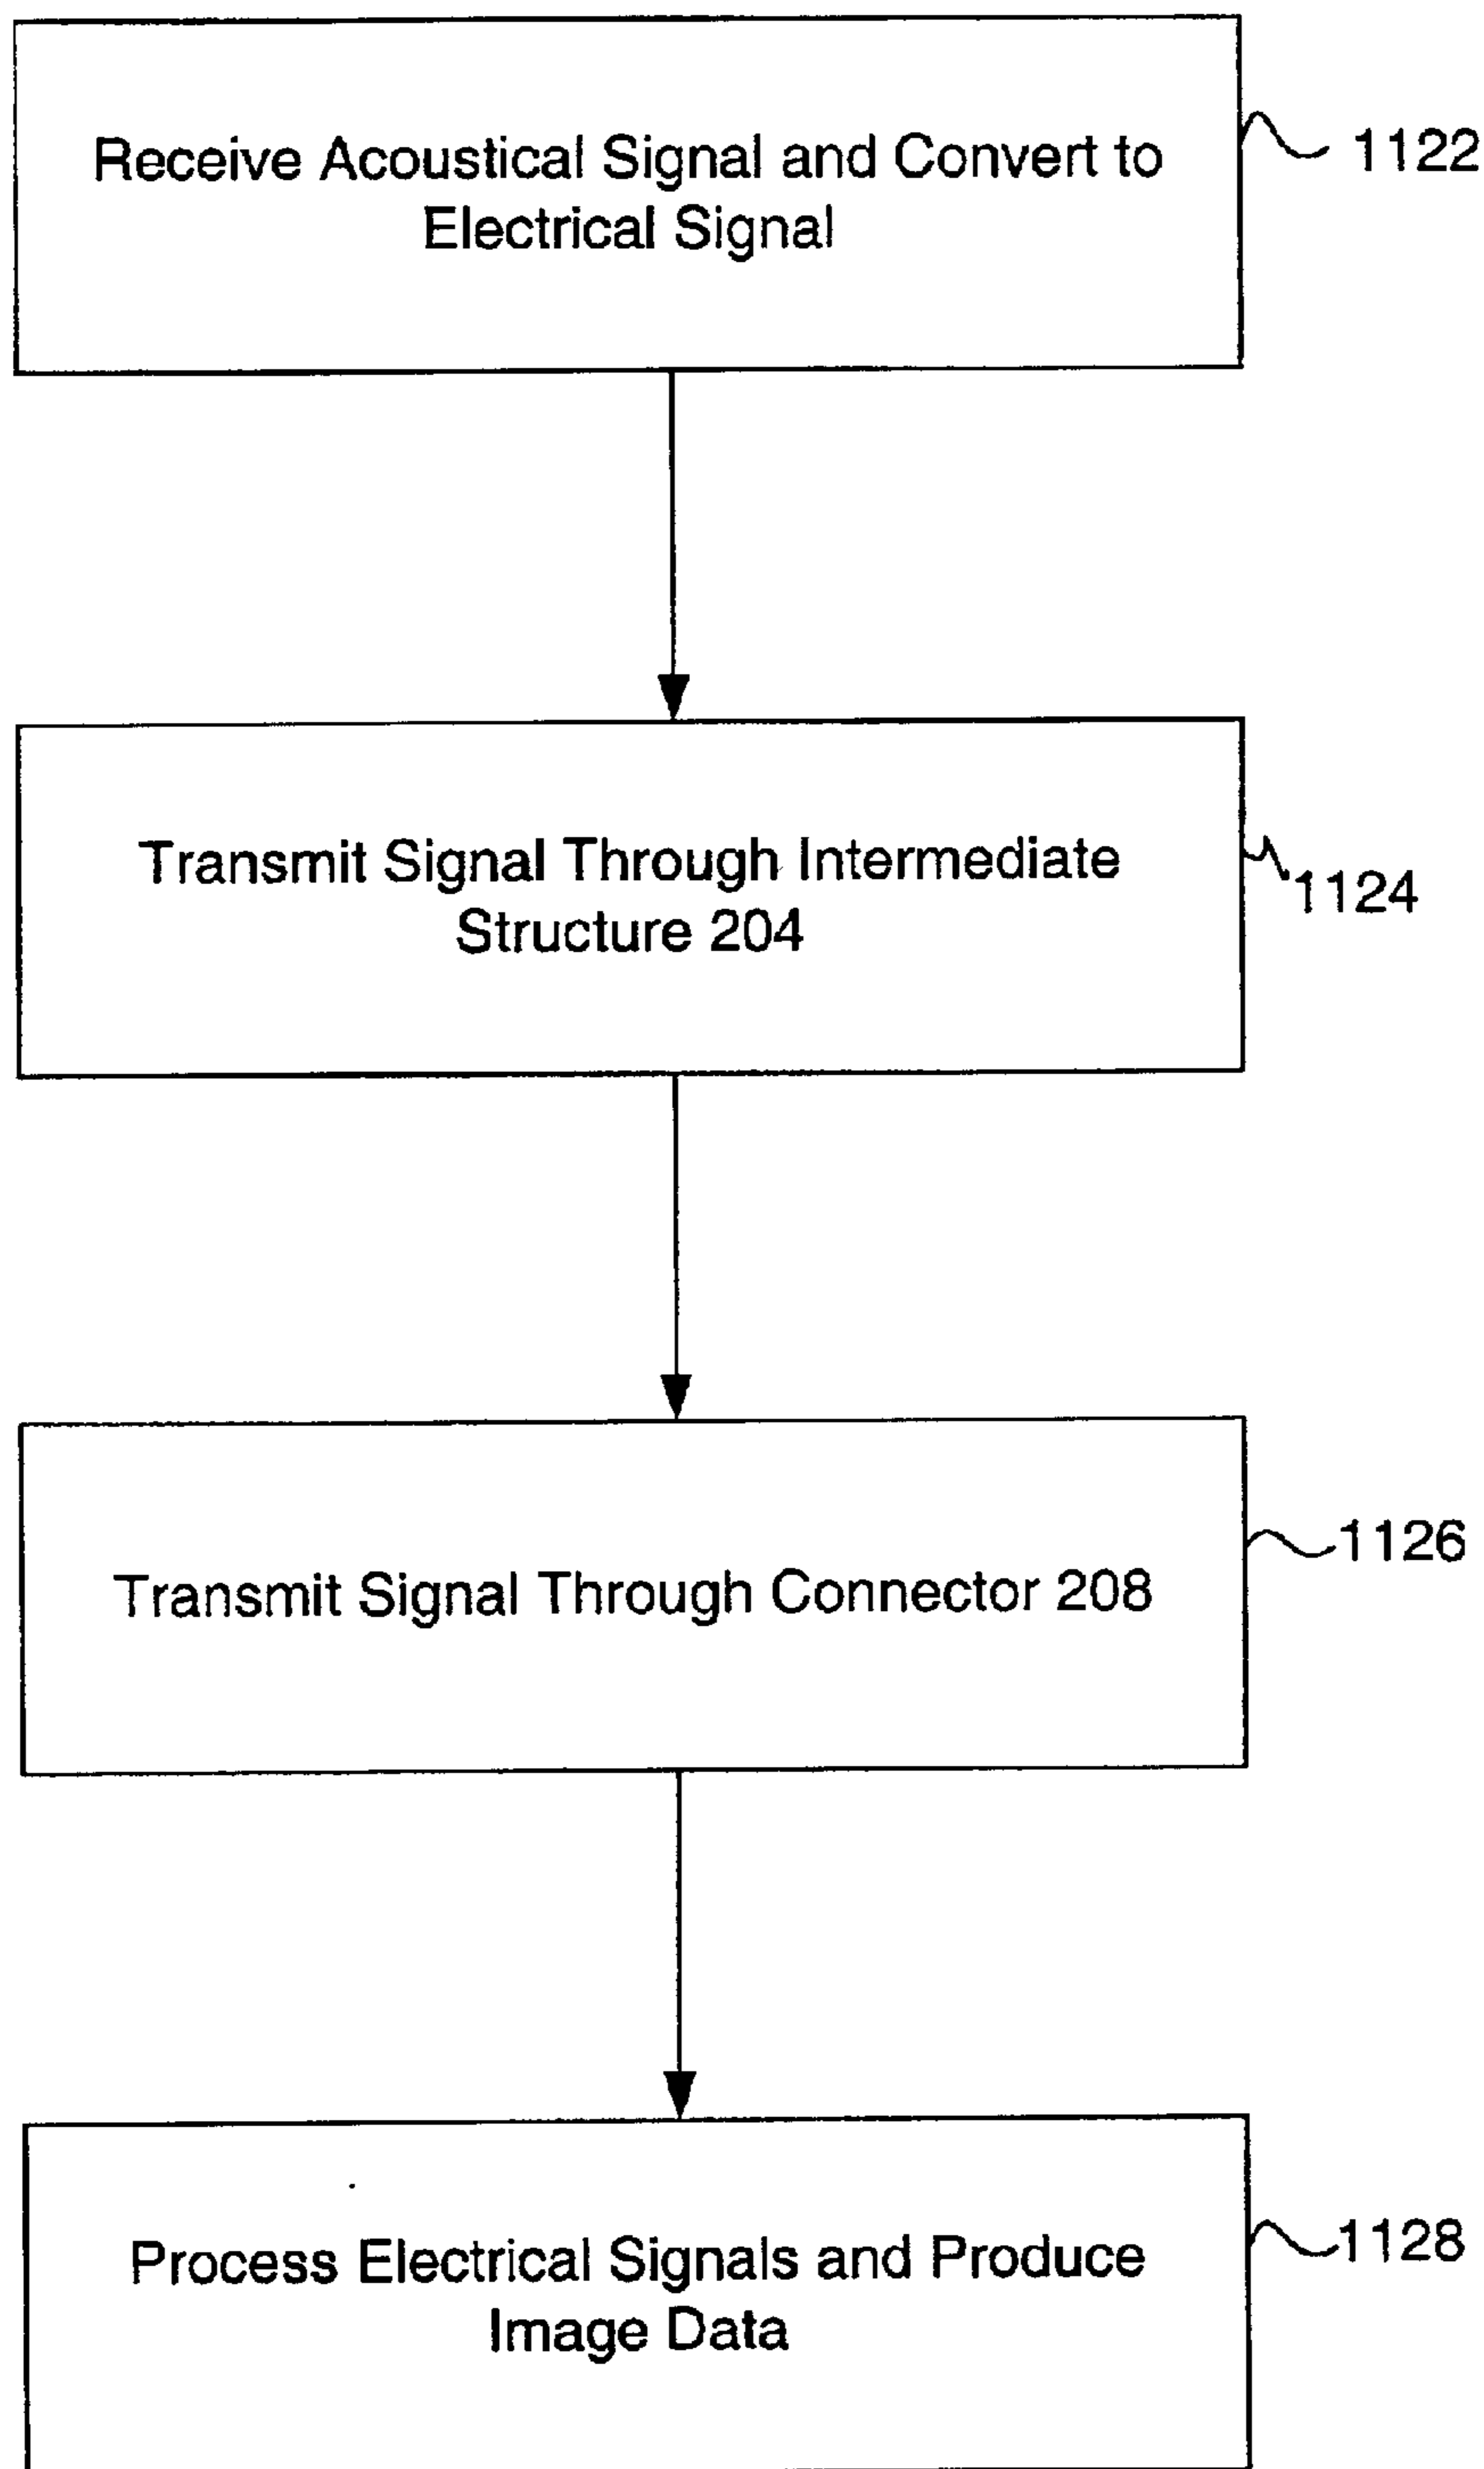 Receive Acoustical Signal and Convert to
Electrical Signal
1122
Transmit Signal Through Intermediate
Structure 204
1124
Transmit Signal Through Connector 208
1126
Process Electrical Signals and Produce
Image Data
1128